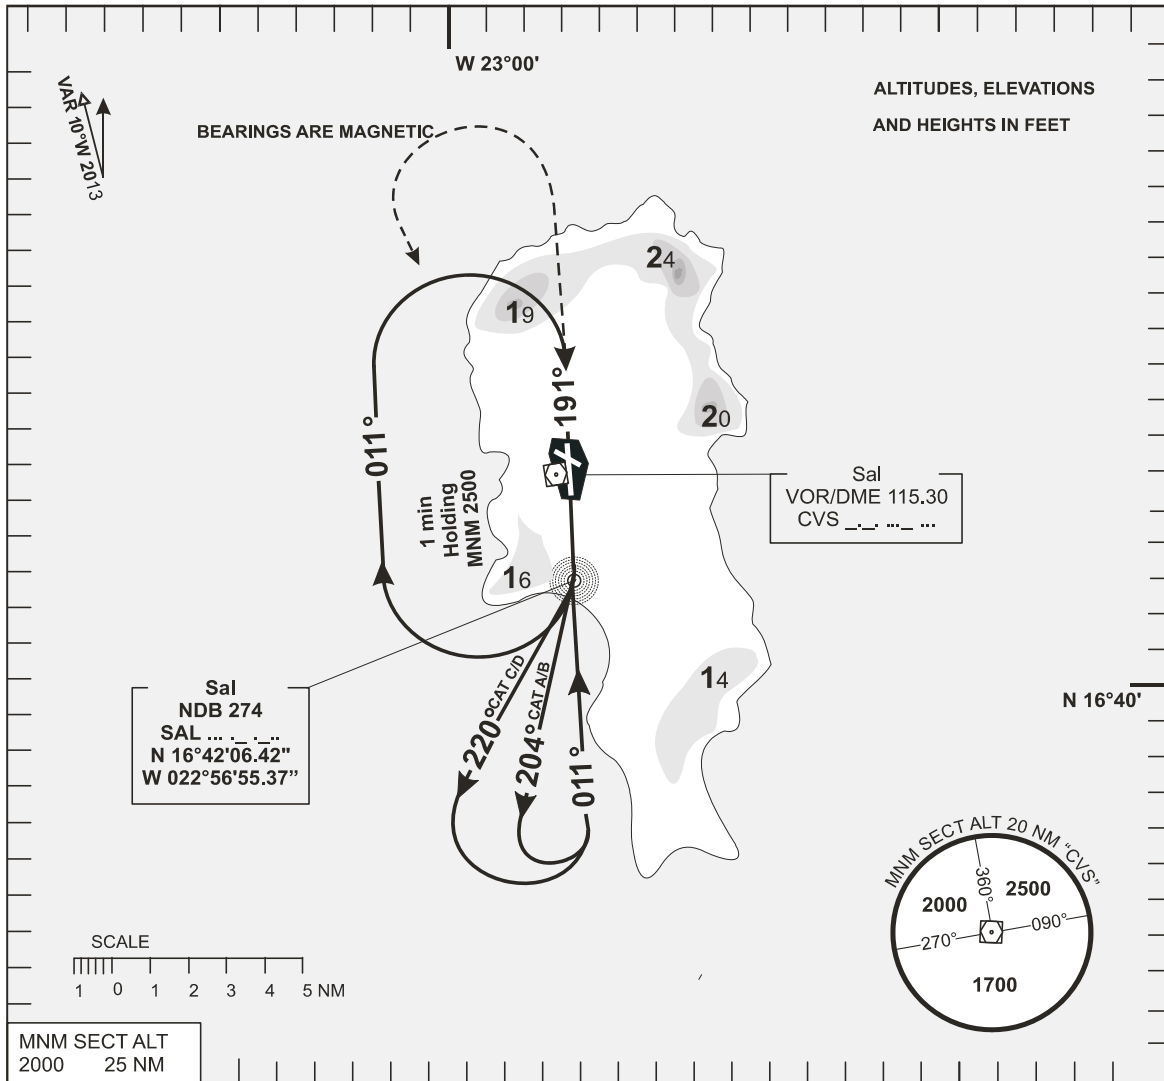 W 23°00'
VAR 10°W 2013
ALTITUDES, ELEVATIONS
AND HEIGHTS IN FEET
BEARINGS ARE MAGNETIC
24
19
20
191°
011°
1 min
Holding
MNM 2500
Sal
VOR/DME 115.30
CVS _._. ..._ ...
16
14
CAT C/D
CAT A/B
220°
204°
011°
Sal
NDB 274
SAL ... ._ ._..
N 16°42'06.42"
W 022°56'55.37”
N 16°40'
MNM SECT ALT 20 NM “CVS”
360°
2000
2500
270°
090°
1700
SCALE
1 0 1 2 3 4 5 NM
MNM SECT ALT
2000 25 NM